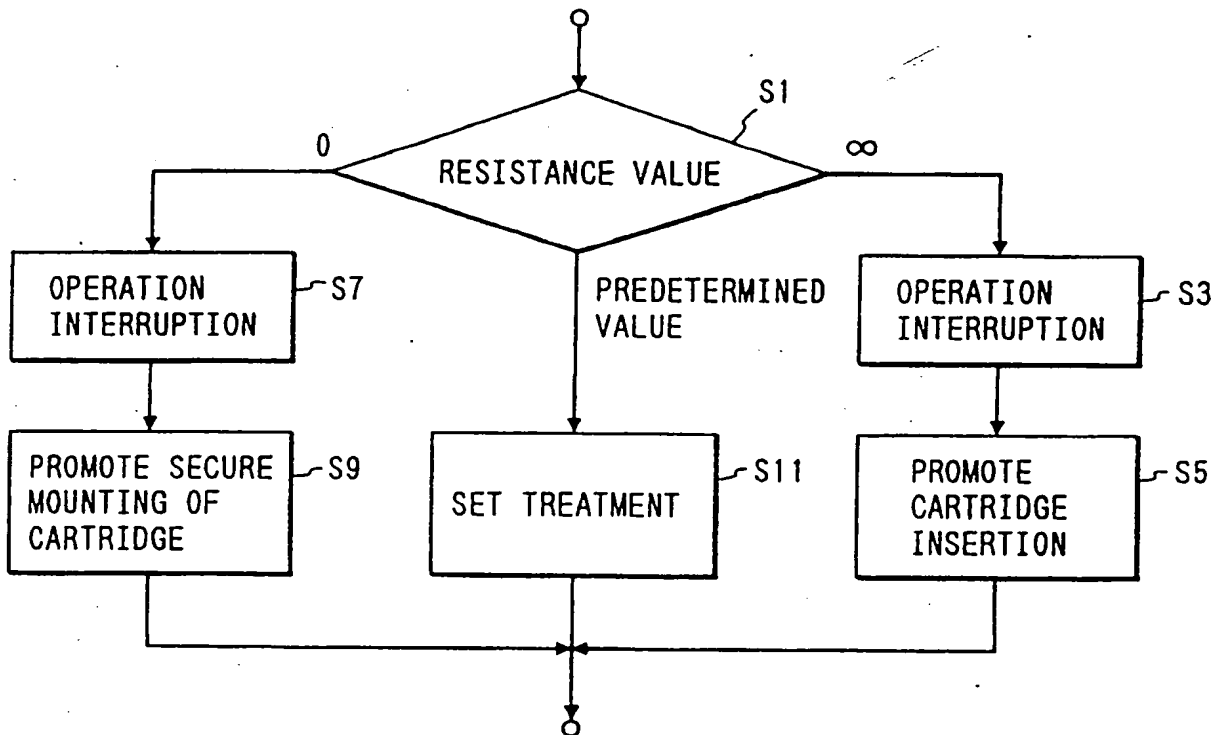 S1
0
∞
RESISTANCE VALUE
OPERATION
INTERRUPTION
S7
PREDETERMINED
VALUE
OPERATION
INTERRUPTION
S3
PROMOTE SECURE
MOUNTING OF
CARTRIDGE
S9
SET TREATMENT
S11
PROMOTE
CARTRIDGE
INSERTION
S5